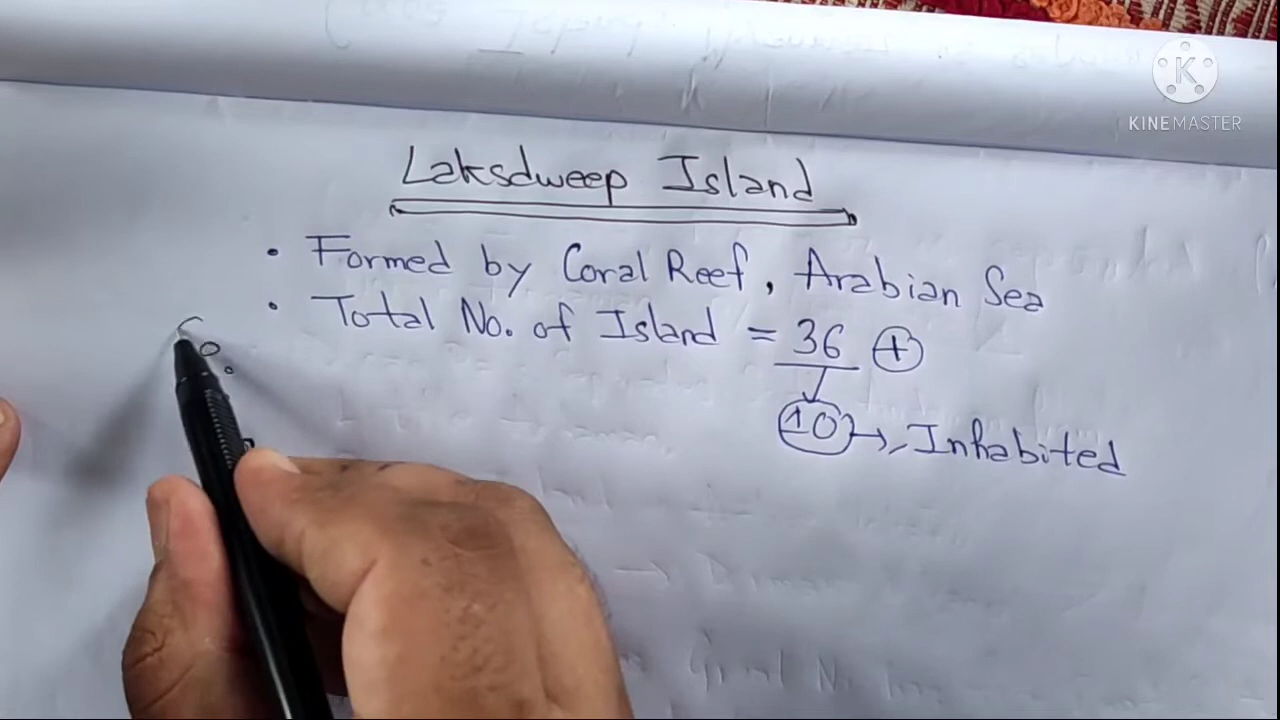 KINEMASTER
Laksdweep Island
• Formed by Coral Reef, Arabian Sea
• Total No. of Island = 36 +
10 → Inhabited